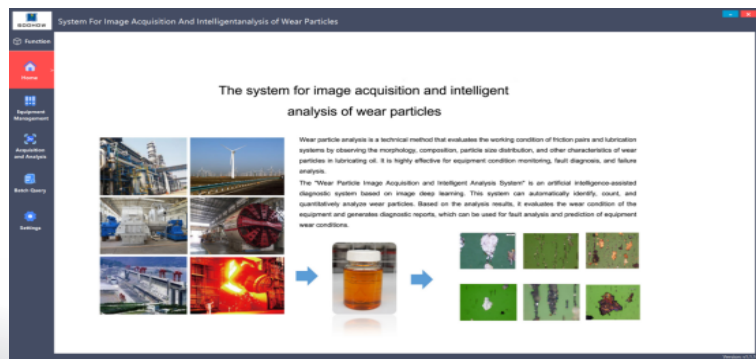 System For Image Acquisition And Intelligentanalysis of Wear Particles
Function
Home
Equipment
Management
Acquisition
and Analysis
Batch Query
Settings
The system for image acquisition and intelligent
analysis of wear particles
Wear particle analysis is a technical method that evaluates the working condition of friction pairs and lubrication
systems by observing the morphology, composition, particle size distribution, and other characteristics of wear
particles in lubricating oil. It is highly effective for equipment condition monitoring, fault diagnosis, and failure
analysis.
The "Wear Particle Image Acquisition and Intelligent Analysis System" is an artificial intelligence-assisted
diagnostic system based on image deep learning. This system can automatically identify, count, and
quantitatively analyze wear particles. Based on the analysis results, it evaluates the wear condition of the
equipment and generates diagnostic reports, which can be used for fault analysis and prediction of equipment
wear conditions.